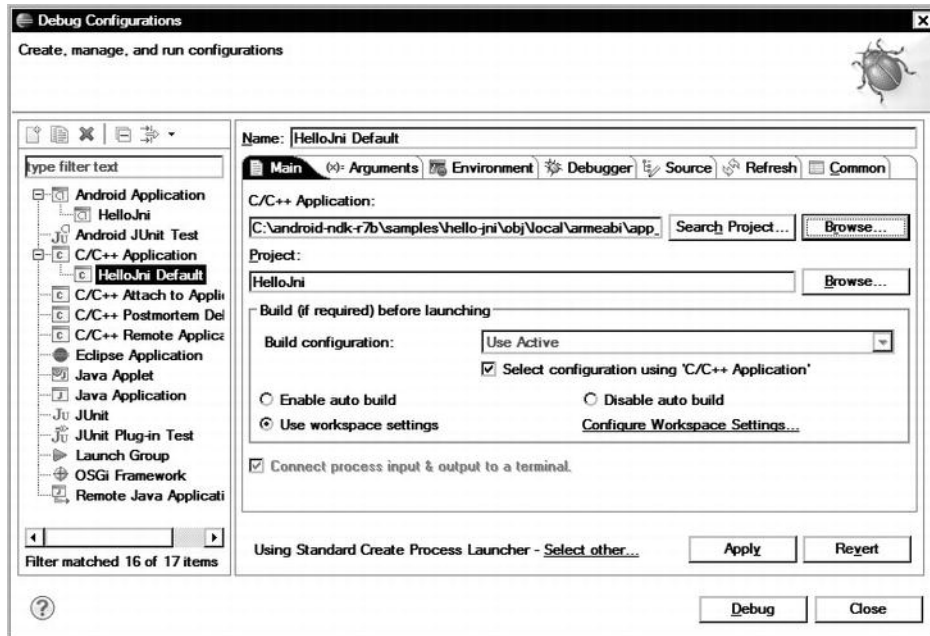 Debug Configurations
Create, manage, and run configurations
type filter text
Android Application
HelloJni
Android JUnit Test
C/C++ Application
HelloJni Default
C/C++ Attach to Appli
C/C++ Postmortem Del
C/C++ Remote Applica
Eclipse Application
Java Applet
Java Application
JUnit
JUnit Plug-in Test
Launch Group
OSGi Framework
Remote Java Applicati
Filter matched 16 of 17 items
Name: HelloJni Default
Main (x)= Arguments Environment Debugger Source Refresh Common
C/C++ Application:
C:\android-ndk-r7b\samples\hello-jni\obj\local\armeabi\app_ Search Project... Browse...
Project:
HelloJni Browse...
Build (if required) before launching
Build configuration: Use Active
Select configuration using 'C/C++ Application'
Enable auto build Disable auto build
Use workspace settings Configure Workspace Settings...
Connect process input & output to a terminal.
Using Standard Create Process Launcher - Select other... Apply Revert
Debug Close